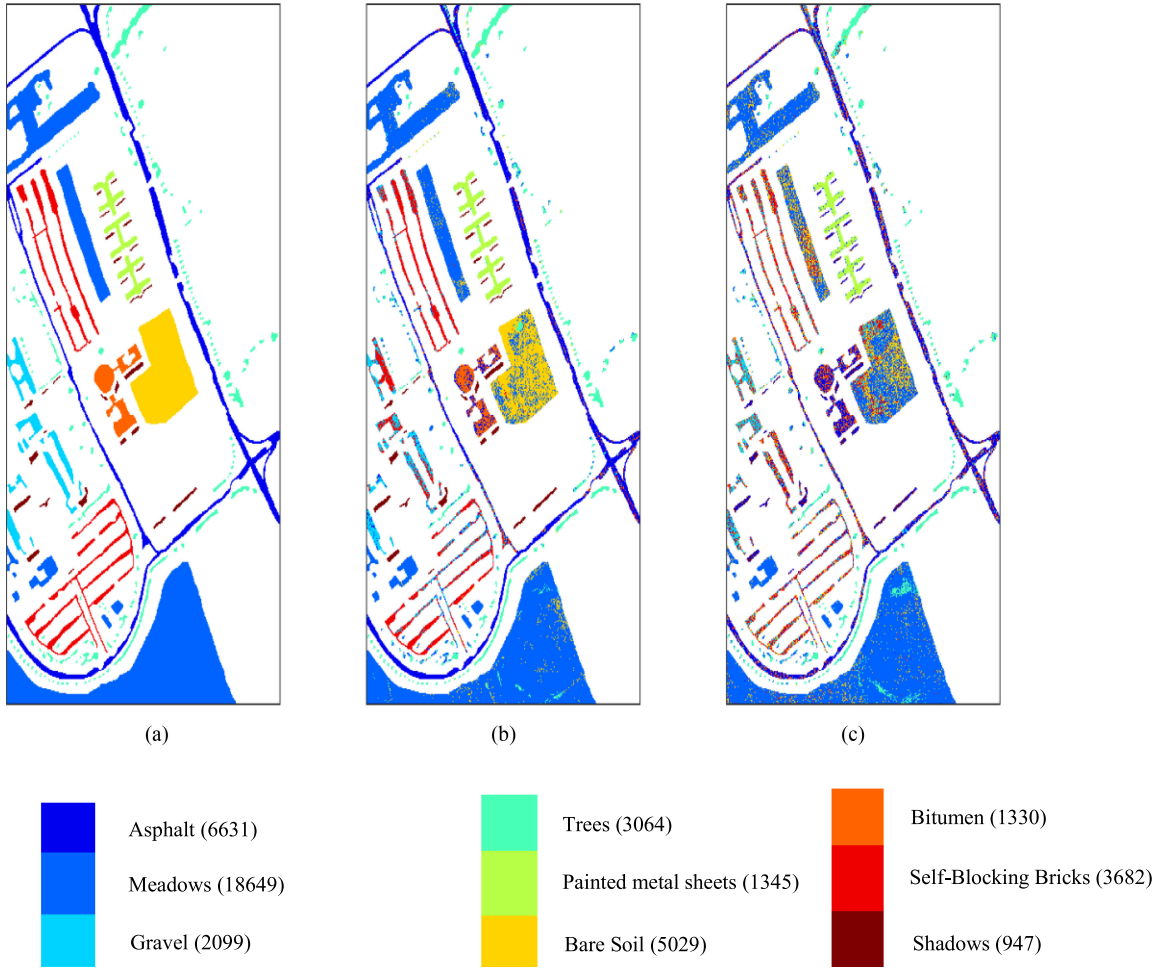 (a)
(b)
(c)
Asphalt (6631)
Meadows (18649)
Gravel (2099)
Trees (3064)
Painted metal sheets (1345)
Bare Soil (5029)
Bitumen (1330)
Self-Blocking Bricks (3682)
Shadows (947)